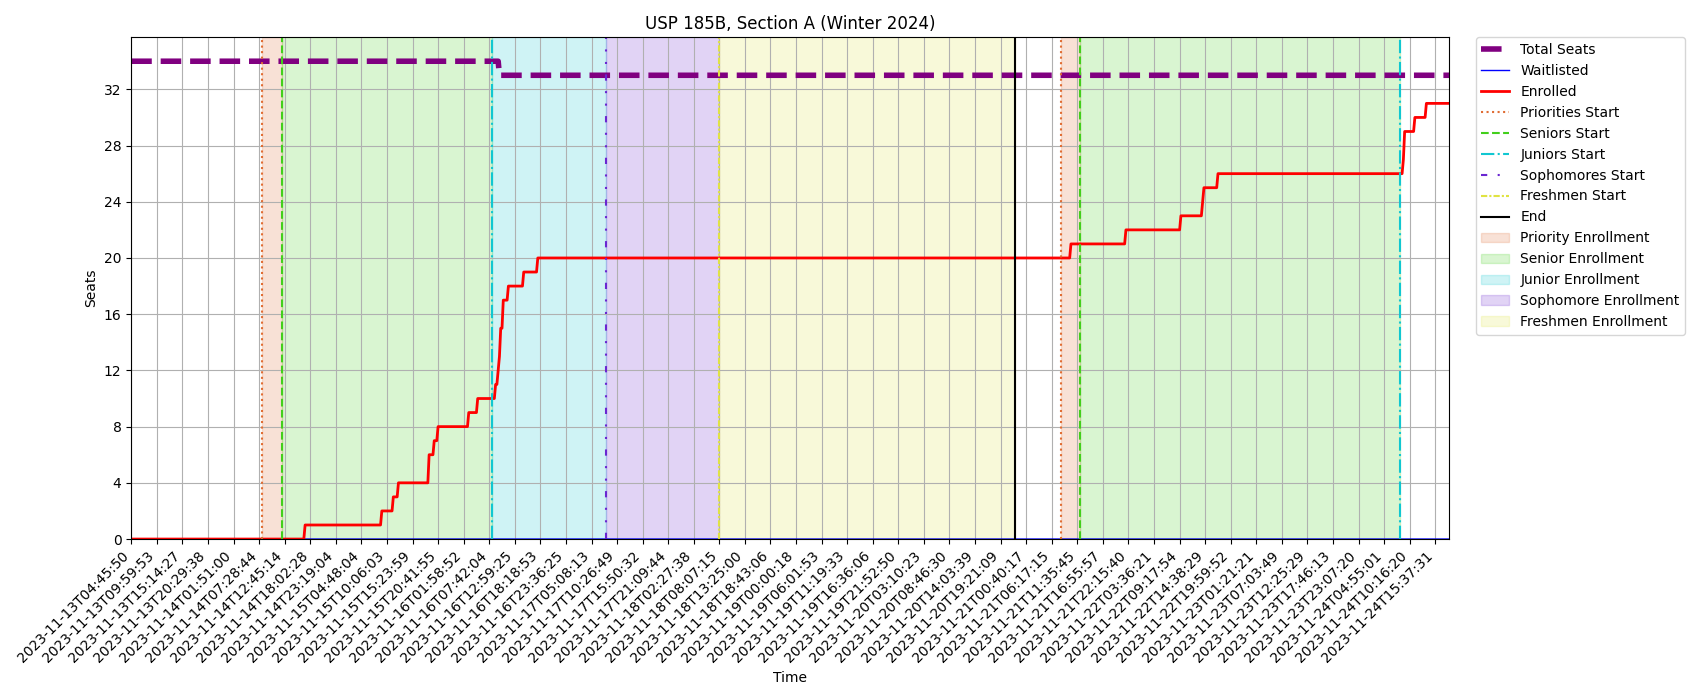 USP 185B, Section A (Winter 2024)
Seats
32
28
24
20
16
12
8
4
0
2023-11-13T04:45:50
2023-11-13T09:59:53
2023-11-13T15:14:27
2023-11-13T20:29:38
2023-11-14T01:51:00
2023-11-14T07:28:44
2023-11-14T12:45:14
2023-11-14T18:02:28
2023-11-14T23:19:04
2023-11-15T04:48:04
2023-11-15T10:06:03
2023-11-15T15:23:59
2023-11-15T20:41:55
2023-11-16T01:58:52
2023-11-16T07:42:04
2023-11-16T12:59:25
2023-11-16T18:18:53
2023-11-16T23:36:25
2023-11-17T05:08:13
2023-11-17T10:26:49
2023-11-17T15:50:32
2023-11-17T21:09:44
2023-11-18T02:27:38
2023-11-18T08:07:15
2023-11-18T13:25:00
2023-11-18T18:43:06
2023-11-19T00:00:18
2023-11-19T06:01:53
2023-11-19T11:19:33
2023-11-19T16:36:06
2023-11-19T21:52:50
2023-11-20T03:10:23
2023-11-20T08:46:30
2023-11-20T14:03:39
2023-11-20T19:21:09
2023-11-21T00:40:17
2023-11-21T06:17:15
2023-11-21T11:35:45
2023-11-21T16:55:57
2023-11-21T22:15:40
2023-11-22T03:36:21
2023-11-22T09:17:54
2023-11-22T14:38:29
2023-11-22T19:59:52
2023-11-23T01:21:23
2023-11-23T07:03:49
2023-11-23T12:25:29
2023-11-23T17:46:13
2023-11-23T23:07:20
2023-11-24T04:55:01
2023-11-24T10:16:20
2023-11-24T15:37:31
Time
Total Seats
Waitlisted
Enrolled
Priorities Start
Seniors Start
Juniors Start
Sophomores Start
Freshmen Start
End
Priority Enrollment
Senior Enrollment
Junior Enrollment
Sophomore Enrollment
Freshmen Enrollment